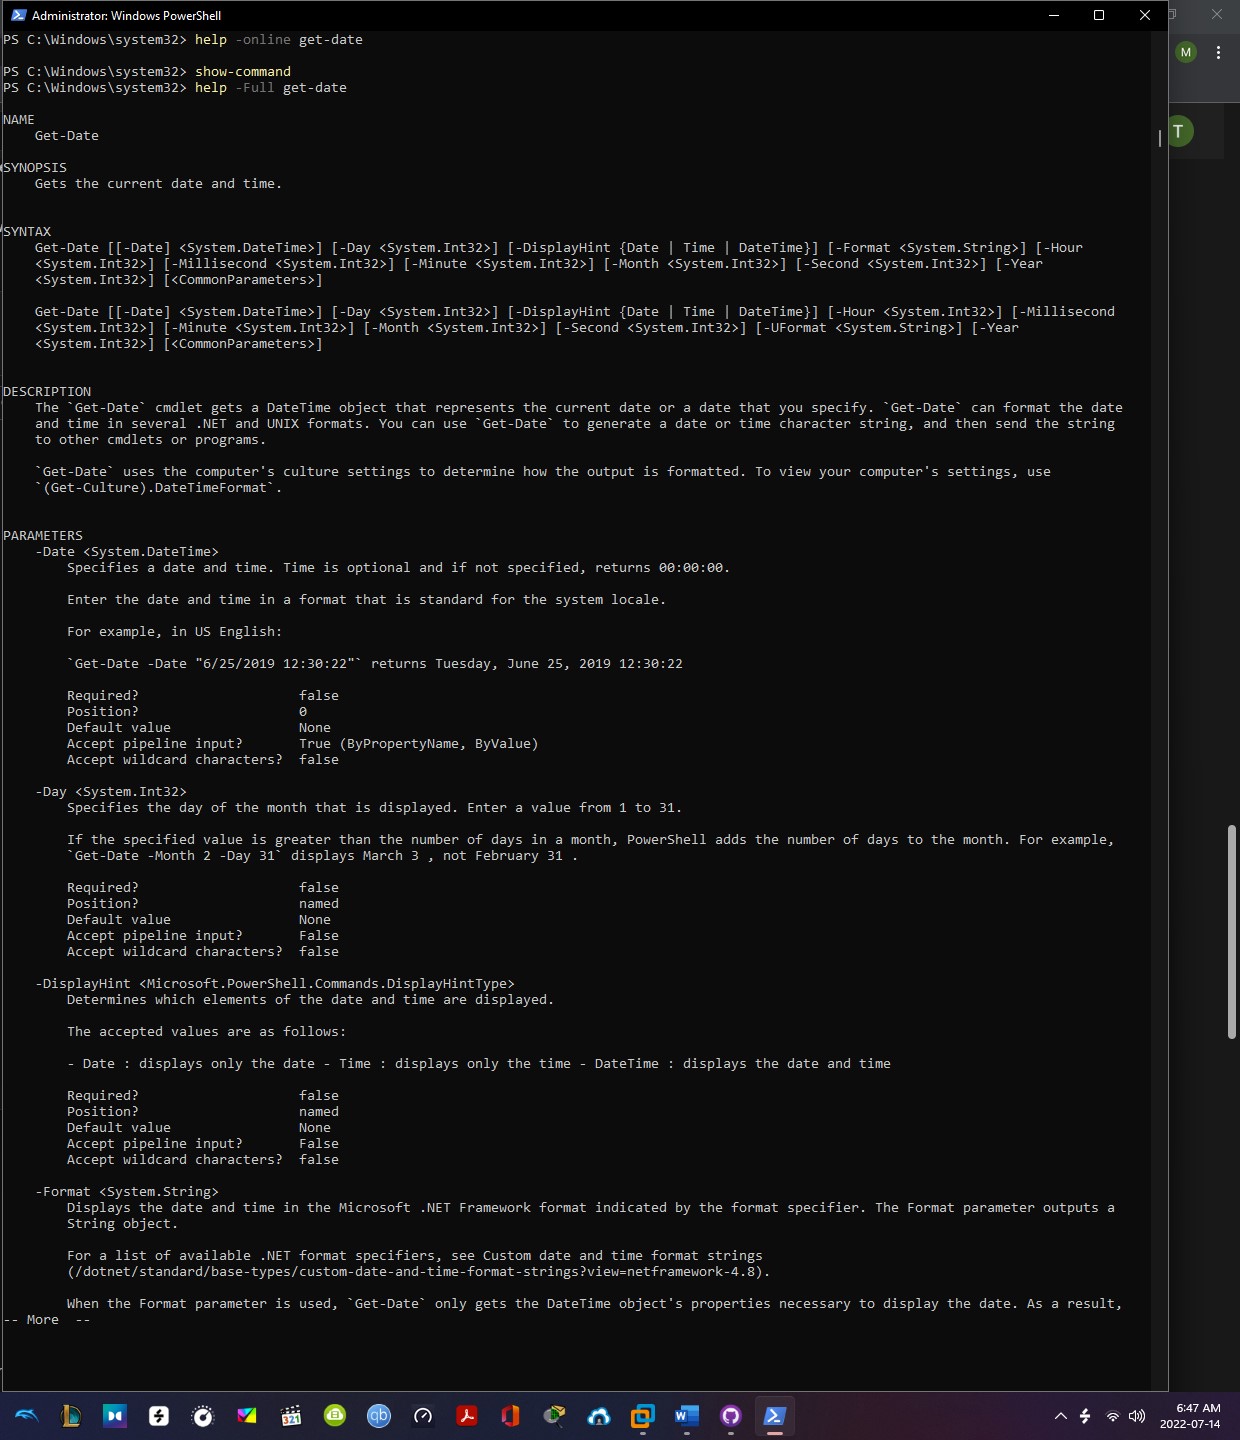 Administrator: Windows PowerShell
PS C:\Windows\system32> help -online get-date
PS C:\Windows\system32> show-command
PS C:\Windows\system32> help -Full get-date
NAME
Get-Date
SYNOPSIS
Gets the current date and time.
SYNTAX
Get-Date [[-Date] <System.DateTime>] [-Day <System.Int32>] [-DisplayHint {Date | Time | DateTime}] [-Format <System.String>] [-Hour
<System.Int32>] [-Millisecond <System.Int32>] [-Minute <System.Int32>] [-Month <System.Int32>] [-Second <System.Int32>] [-Year
<System.Int32>] [<CommonParameters>]
Get-Date [[-Date] <System.DateTime>] [-Day <System.Int32>] [-DisplayHint {Date | Time | DateTime}] [-Hour <System.Int32>] [-Millisecond
<System.Int32>] [-Minute <System.Int32>] [-Month <System.Int32>] [-Second <System.Int32>] [-UFormat <System.String>] [-Year
<System.Int32>] [<CommonParameters>]
DESCRIPTION
The `Get-Date` cmdlet gets a DateTime object that represents the current date or a date that you specify. `Get-Date` can format the date
and time in several .NET and UNIX formats. You can use `Get-Date` to generate a date or time character string, and then send the string
to other cmdlets or programs.
`Get-Date` uses the computer's culture settings to determine how the output is formatted. To view your computer's settings, use
`(Get-Culture).DateTimeFormat`.
PARAMETERS
-Date <System.DateTime>
Specifies a date and time. Time is optional and if not specified, returns 00:00:00.
Enter the date and time in a format that is standard for the system locale.
For example, in US English:
`Get-Date -Date "6/25/2019 12:30:22"` returns Tuesday, June 25, 2019 12:30:22
Required? false
Position? 0
Default value None
Accept pipeline input? True (ByPropertyName, ByValue)
Accept wildcard characters? false
-Day <System.Int32>
Specifies the day of the month that is displayed. Enter a value from 1 to 31.
If the specified value is greater than the number of days in a month, PowerShell adds the number of days to the month. For example,
`Get-Date -Month 2 -Day 31` displays March 3 , not February 31 .
Required? false
Position? named
Default value None
Accept pipeline input? False
Accept wildcard characters? false
-DisplayHint <Microsoft.PowerShell.Commands.DisplayHintType>
Determines which elements of the date and time are displayed.
The accepted values are as follows:
- Date : displays only the date - Time : displays only the time - DateTime : displays the date and time
Required? false
Position? named
Default value None
Accept pipeline input? False
Accept wildcard characters? false
-Format <System.String>
Displays the date and time in the Microsoft .NET Framework format indicated by the format specifier. The Format parameter outputs a
String object.
For a list of available .NET format specifiers, see Custom date and time format strings
(/dotnet/standard/base-types/custom-date-and-time-format-strings?view=netframework-4.8).
When the Format parameter is used, `Get-Date` only gets the DateTime object's properties necessary to display the date. As a result,
-- More  --
M
T
321
qb
W
6:47 AM
2022-07-14